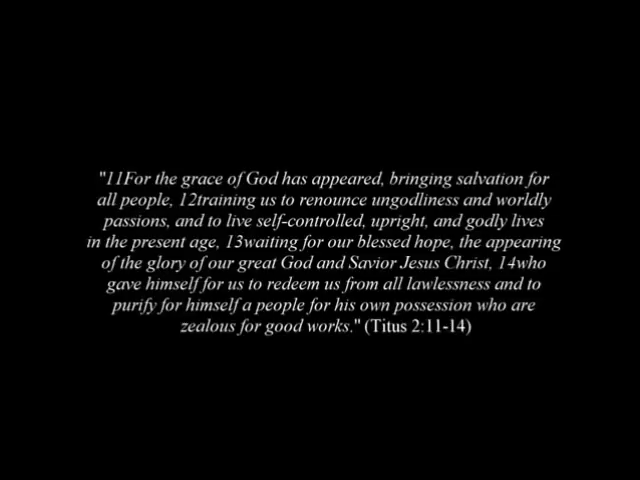 "11For the grace of God has appeared, bringing salvation for
all people, 12training us to renounce ungodliness and worldly
passions, and to live self-controlled, upright, and godly lives
in the present age, 13waiting for our blessed hope, the appearing
of the glory of our great God and Savior Jesus Christ, 14who
gave himself for us to redeem us from all lawlessness and to
purify for himself a people for his own possession who are
zealous for good works." (Titus 2:11-14)